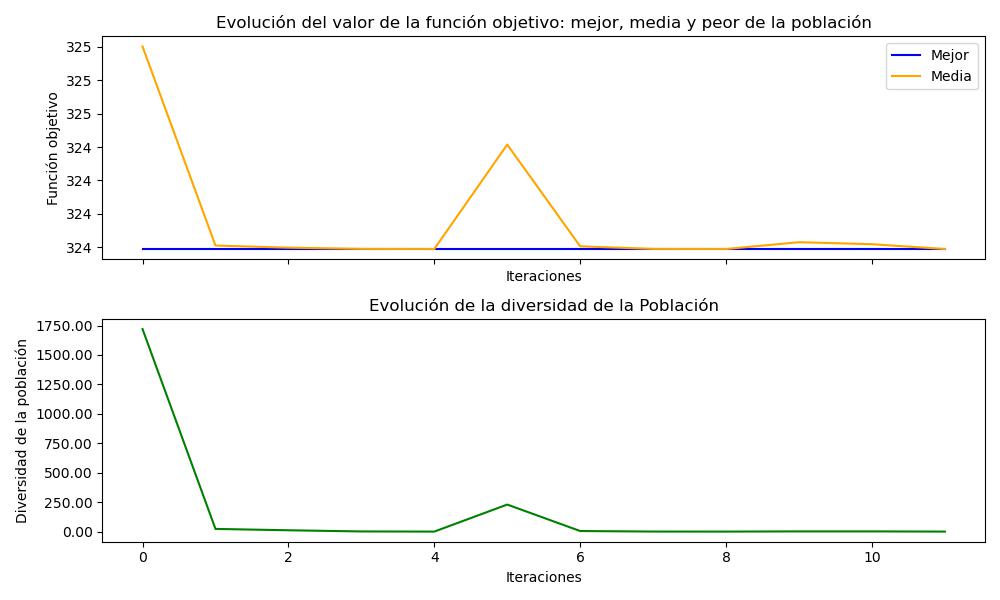 Evolución del valor de la función objetivo: mejor, media y peor de la población
Función objetivo
325
325
325
324
324
324
324
Mejor
Media
Iteraciones
Evolución de la diversidad de la Población
Diversidad de la población
1750.00
1500.00
1250.00
1000.00
750.00
500.00
250.00
0.00
0 2 4 6 8 10
Iteraciones